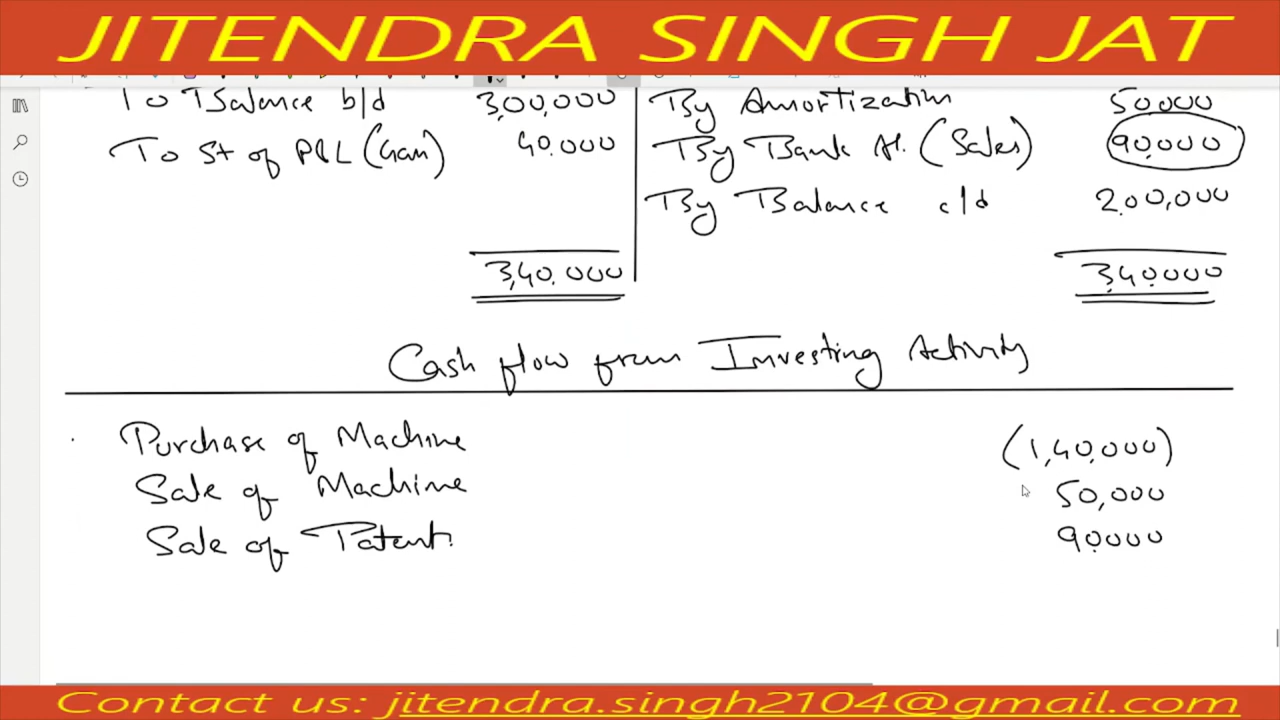 JITENDRA SINGH JAT
To Balance b/d 3,00,000 By Amortization 50,000
To St of P&L (Gain) 40,000 By Bank A/c. (Sales) 90,000
By Balance c/d 2,00,000
3,40,000 3,40,000
Cash flow from Investing Activity
Purchase of Machine (1,40,000)
Sale of Machine 50,000
Sale of Patent. 90,000
Contact us: jitendra.singh2104@gmail.com